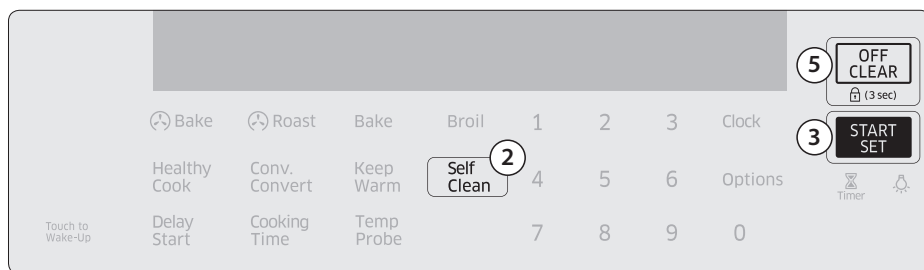 5
OFF
CLEAR
(3 sec)
Bake
Roast
Bake
Broil
1
2
3
Clock
3
START
SET
Healthy
Cook
Conv.
Convert
Keep
Warm
Self
Clean
2
4
5
6
Options
Timer
Touch to
Wake-Up
Delay
Start
Cooking
Time
Temp
Probe
7
8
9
0